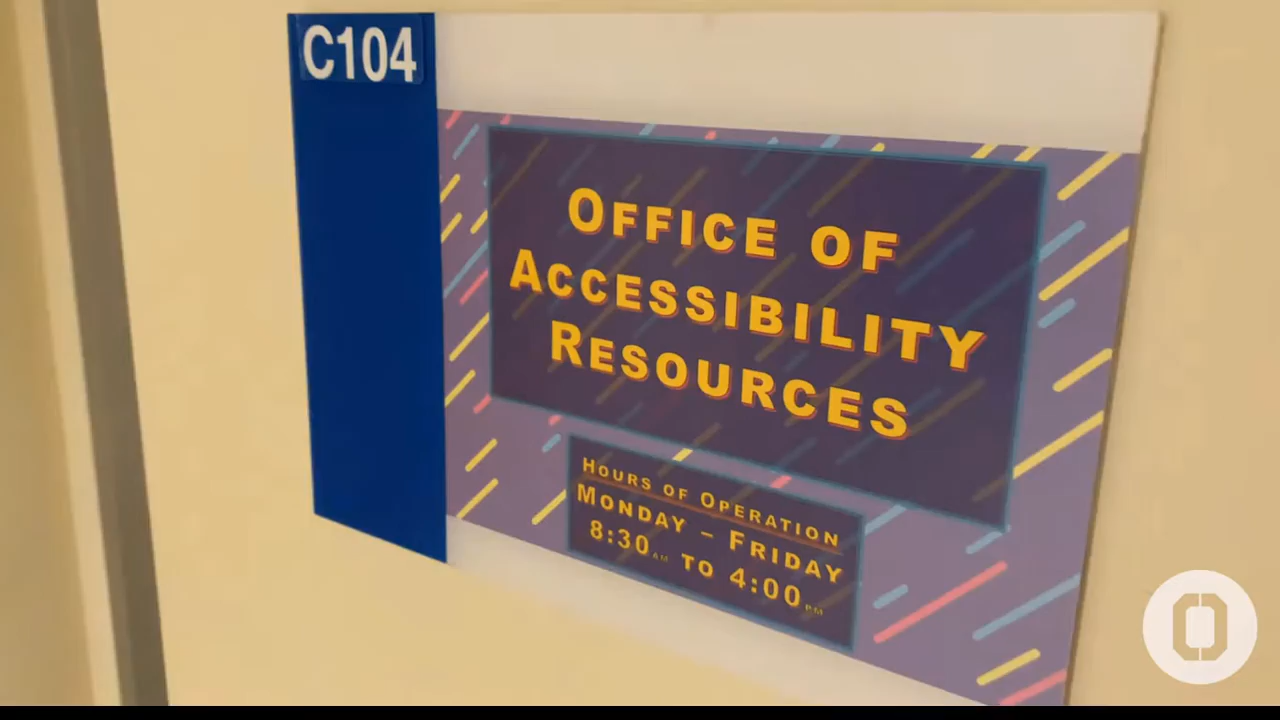 C104
OFFICE OF
ACCESSIBILITY
RESOURCES
HOURS OF OPERATION
MONDAY – FRIDAY
8:30AM TO 4:00PM